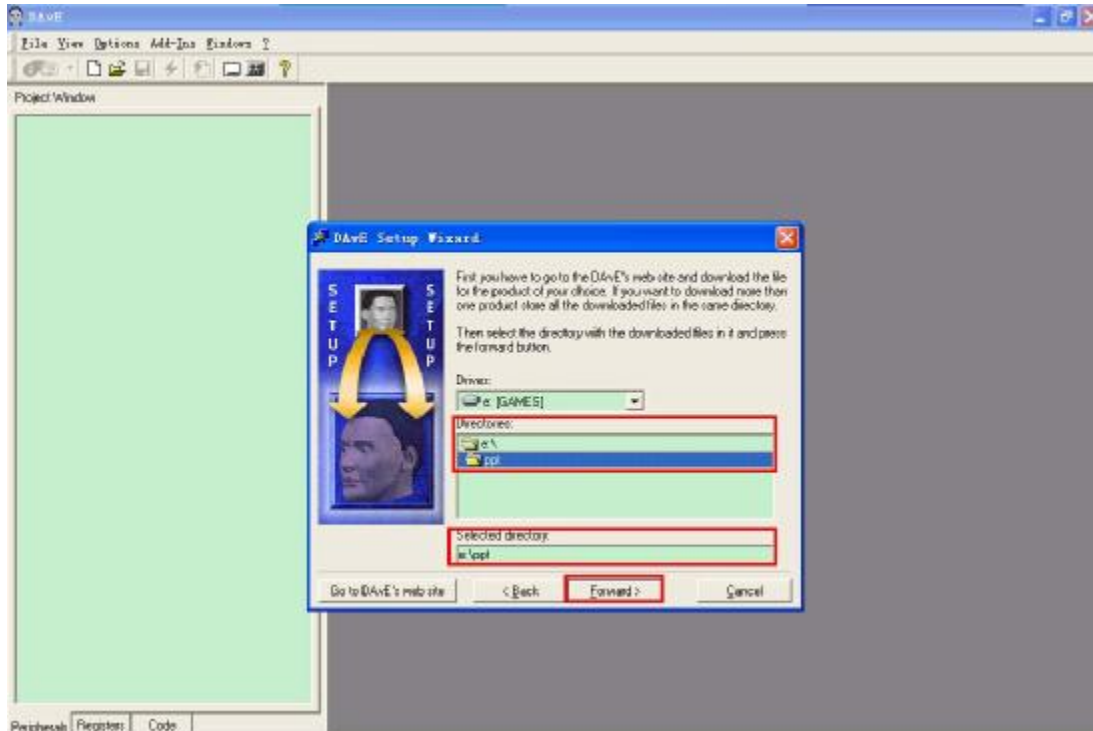 DAvE
File View Options Add-Ins Windows ?
Project Window
DAvE Setup Wizard
SETUP
SETUP
First you have to go to the DAvE's web site and download the file
for the product of your choice. If you want to download more than
one product store all the downloaded files in the same directory.
Then select the directory with the downloaded files in it and press
the forward button.
Drives:
e: [GAMES]
Directories:
e:\
ppt
Selected directory:
e:\ppt
Go to DAvE's web site
< Back
Forward >
Cancel
Peripherals Registers Code